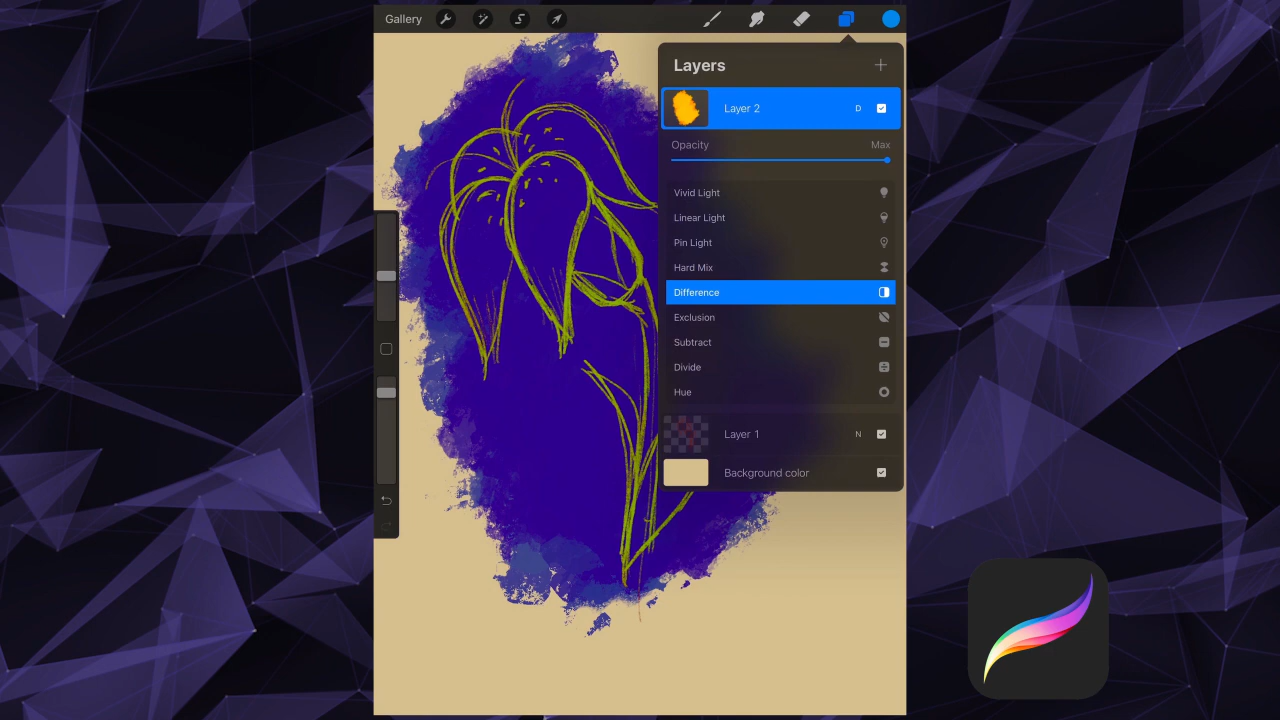 Gallery
Layers
Layer 2 D
Opacity Max
Vivid Light
Linear Light
Pin Light
Hard Mix
Difference
Exclusion
Subtract
Divide
Hue
Layer 1 N
Background color